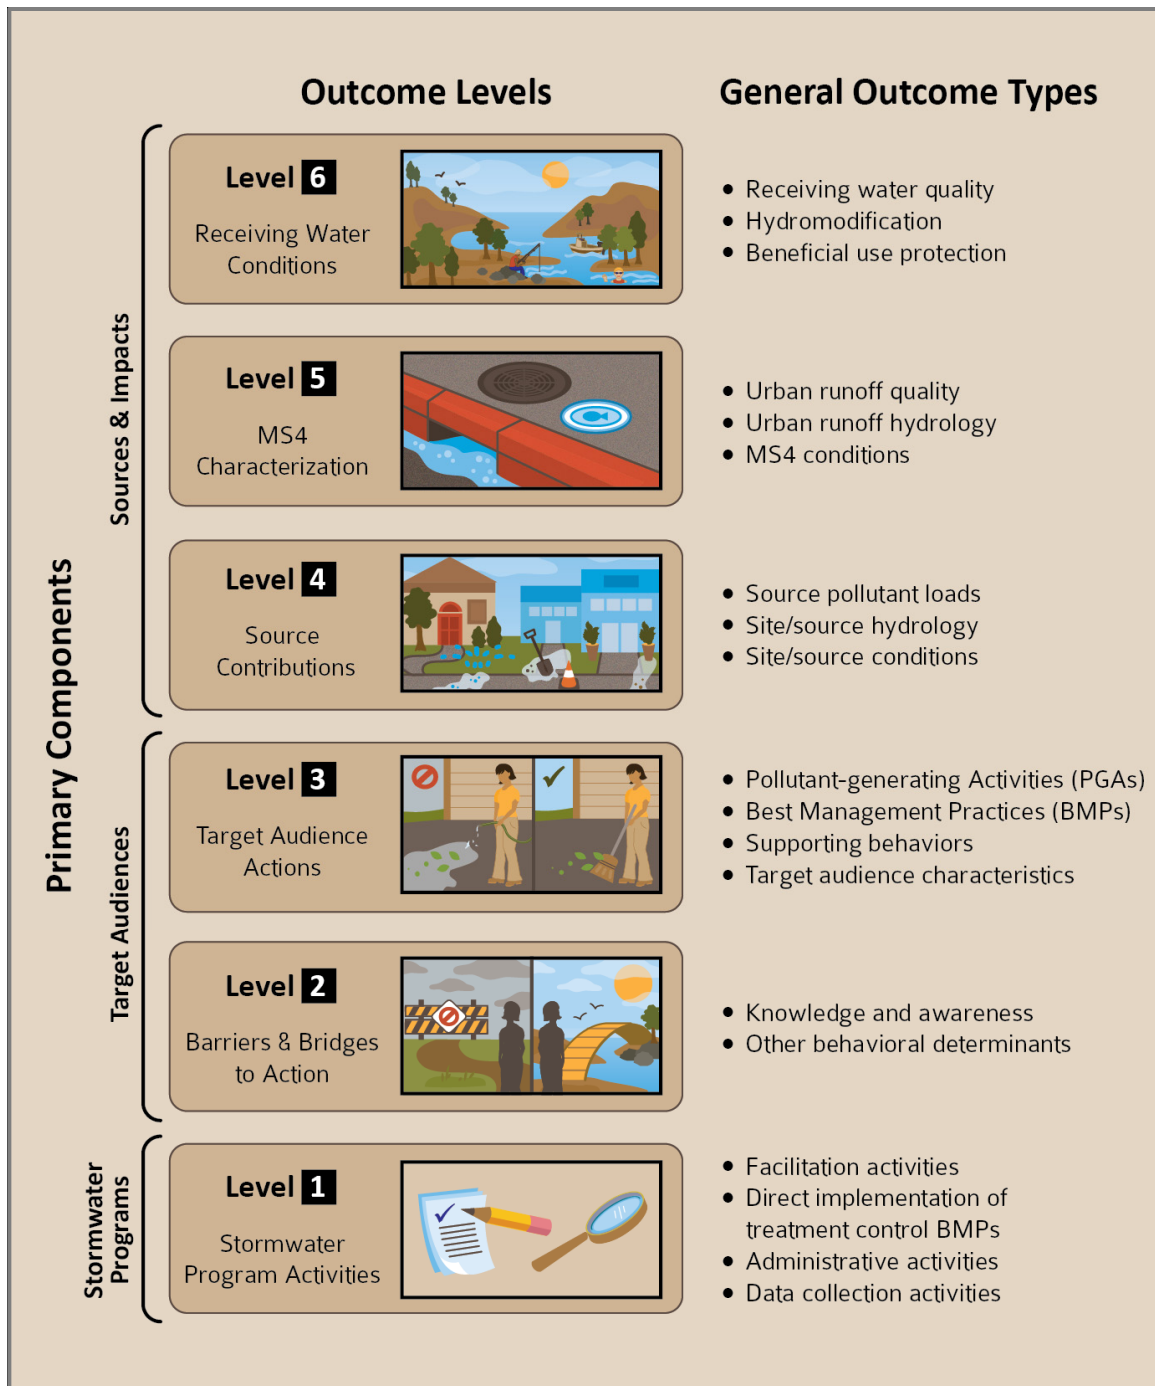 Outcome Levels
General Outcome Types
Primary Components
Sources & Impacts
Level 6
Receiving Water
Conditions
• Receiving water quality
• Hydromodification
• Beneficial use protection
Level 5
MS4
Characterization
• Urban runoff quality
• Urban runoff hydrology
• MS4 conditions
Level 4
Source
Contributions
• Source pollutant loads
• Site/source hydrology
• Site/source conditions
Target Audiences
Level 3
Target Audience
Actions
• Pollutant-generating Activities (PGAs)
• Best Management Practices (BMPs)
• Supporting behaviors
• Target audience characteristics
Level 2
Barriers & Bridges
to Action
• Knowledge and awareness
• Other behavioral determinants
Stormwater
Programs
Level 1
Stormwater
Program Activities
• Facilitation activities
• Direct implementation of
treatment control BMPs
• Administrative activities
• Data collection activities